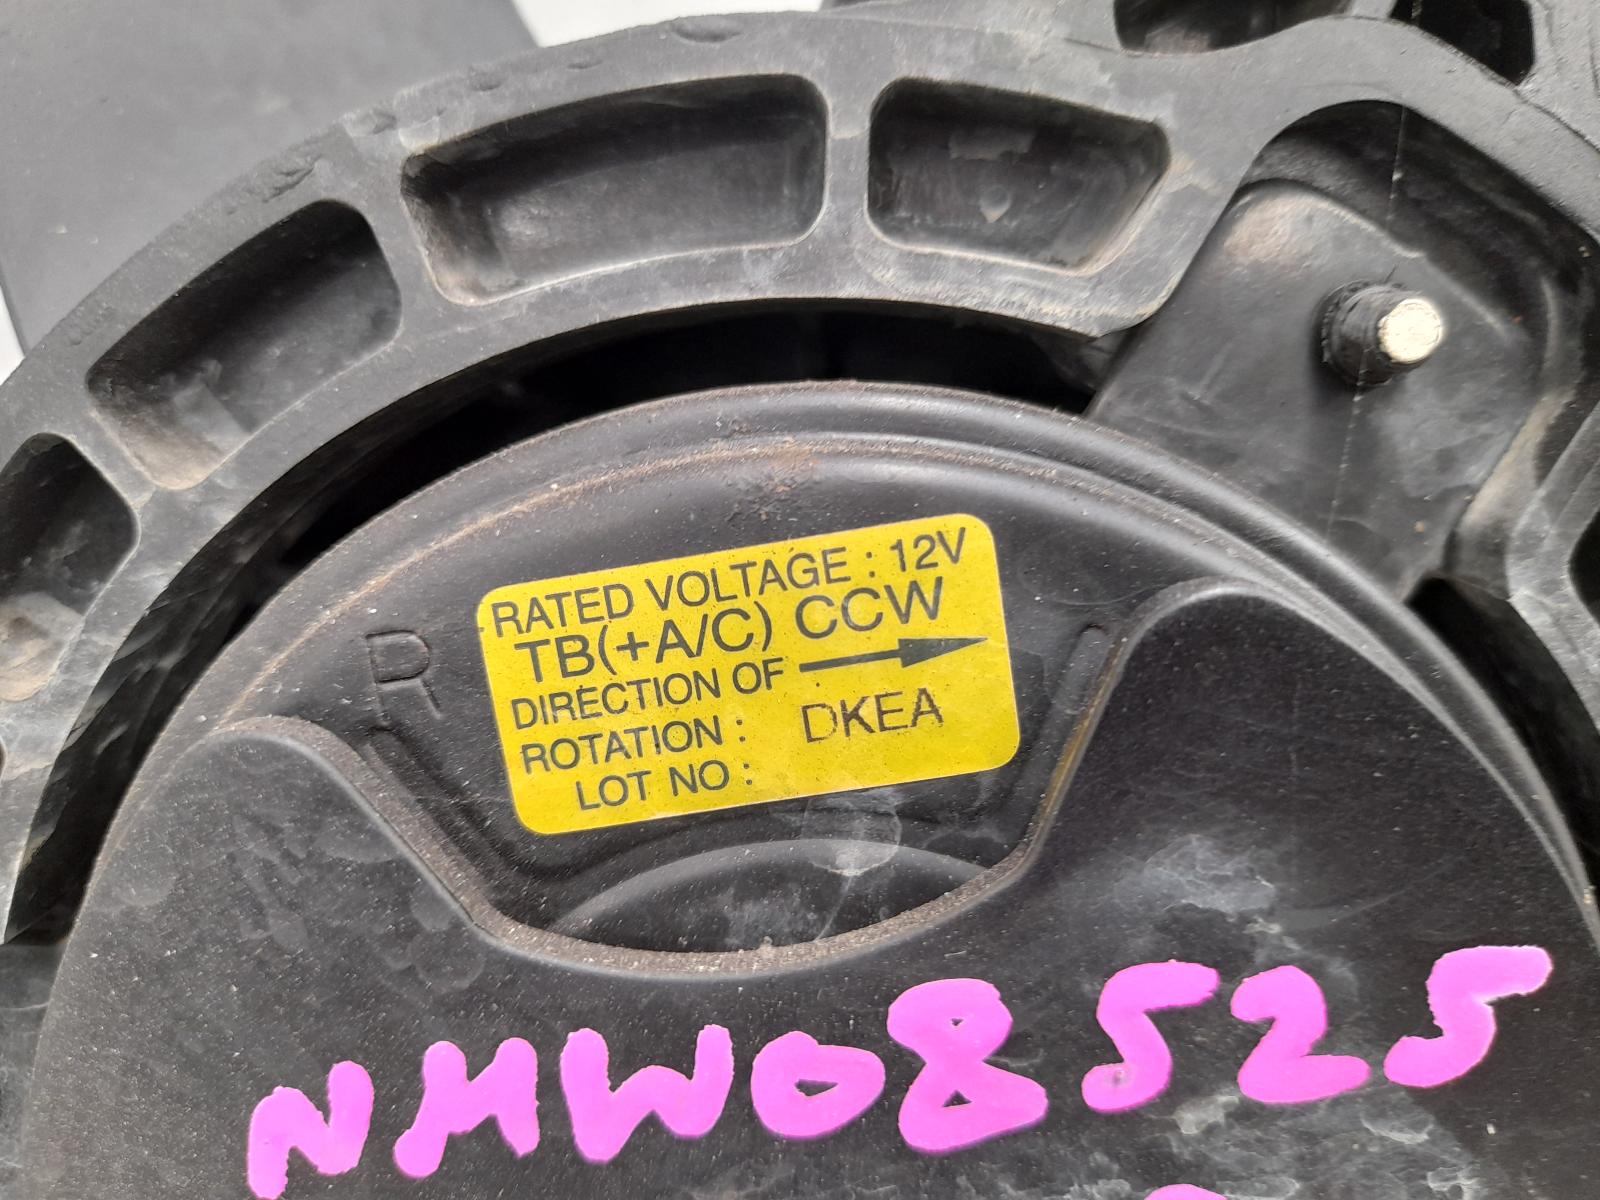 RATED VOLTAGE : 12V
TB(+A/C) CCW
DIRECTION OF
ROTATION :
DKEA
LOT NO :
R
NMW08525